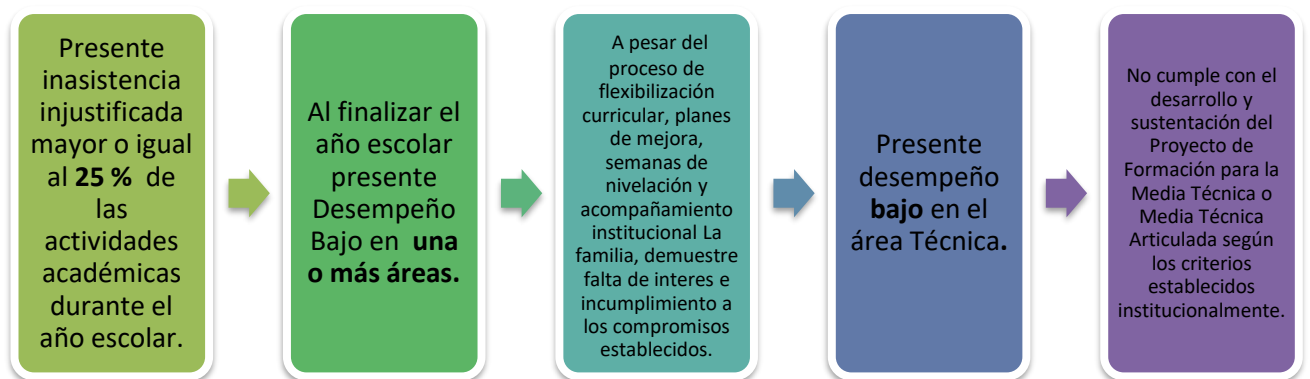 Presente
inasistencia
injustificada
mayor o igual
al 25 % de
las
actividades
académicas
durante el
año escolar.
Al finalizar el
año escolar
presente
Desempeño
Bajo en una
o más áreas.
A pesar del
proceso de
flexibilización
curricular, planes
de mejora,
semanas de
nivelación y
acompañamiento
institucional La
familia, demuestre
falta de interes e
incumplimiento a
los compromisos
establecidos.
Presente
desempeño
bajo en el
área Técnica.
No cumple con el
desarrollo y
sustentación del
Proyecto de
Formación para la
Media Técnica o
Media Técnica
Articulada según
los criterios
establecidos
institucionalmente.